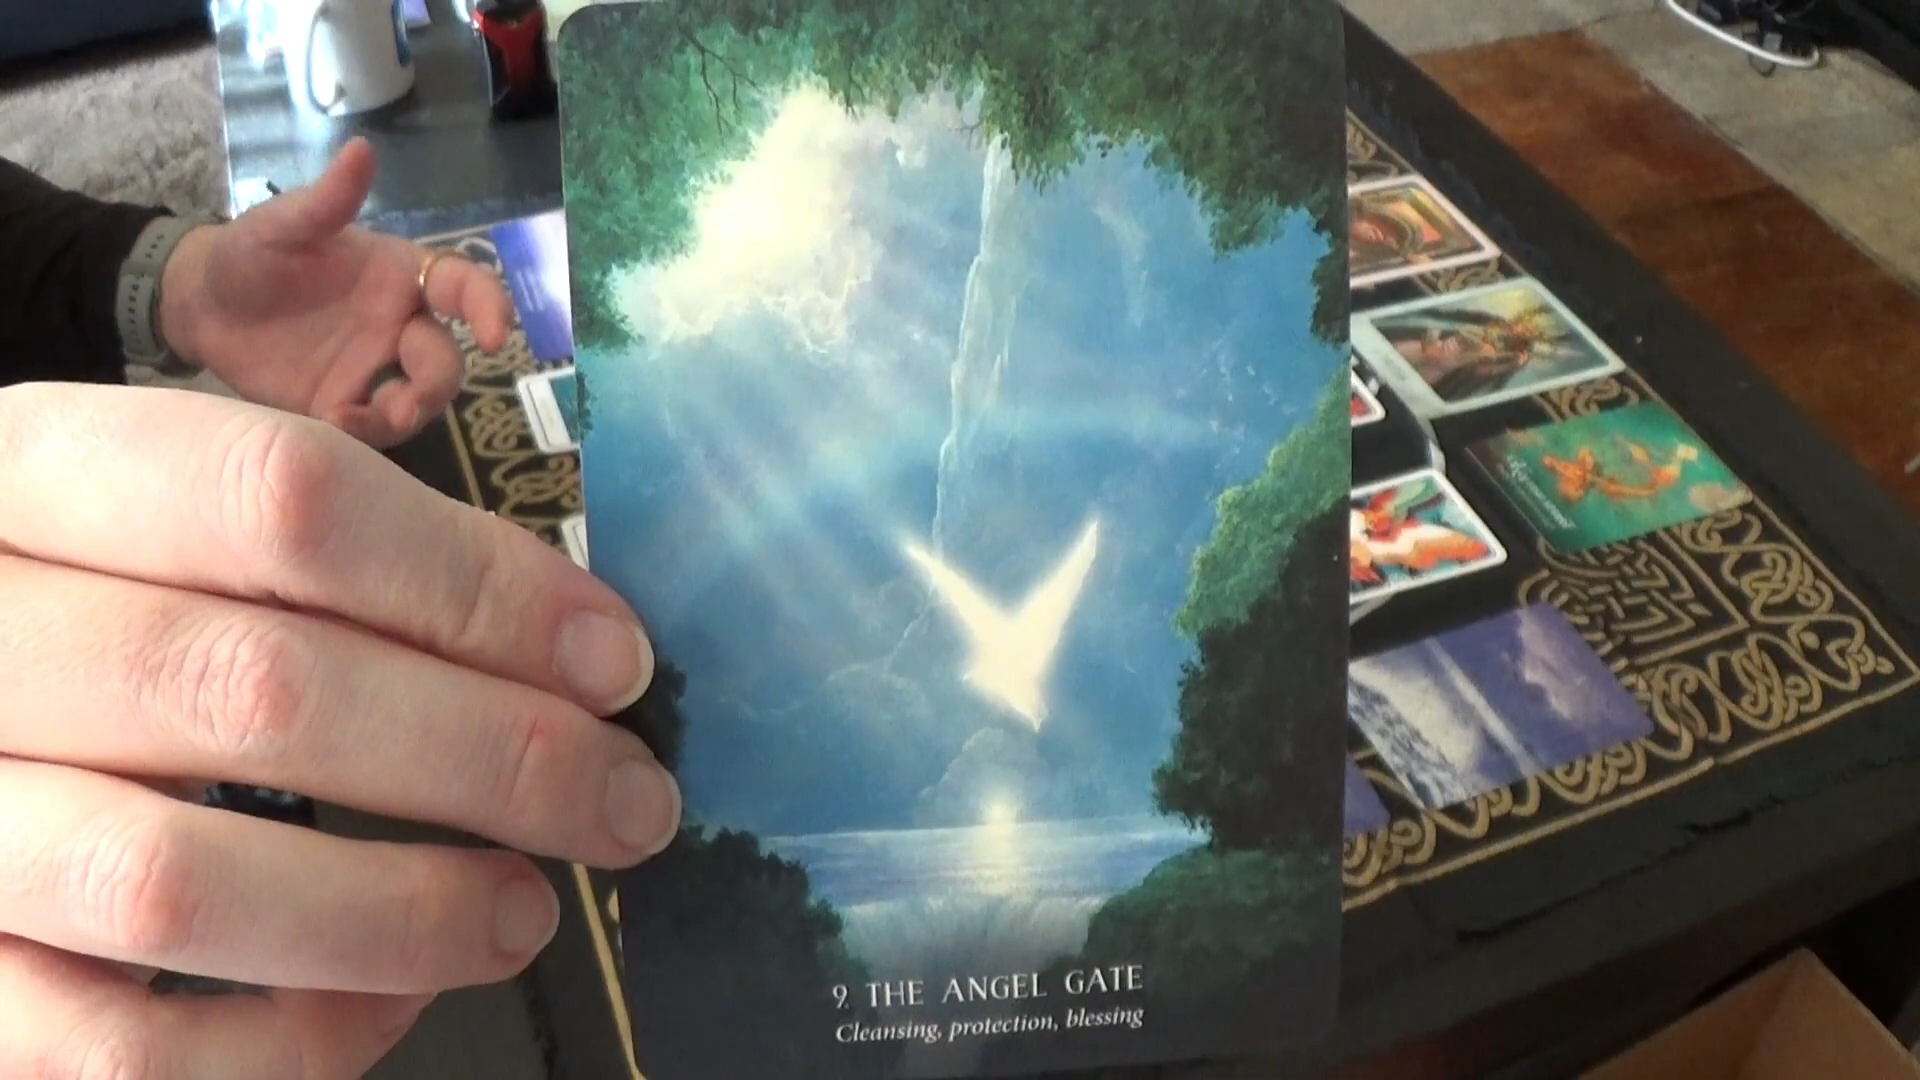 9. THE ANGEL GATE
Cleansing, protection, blessing